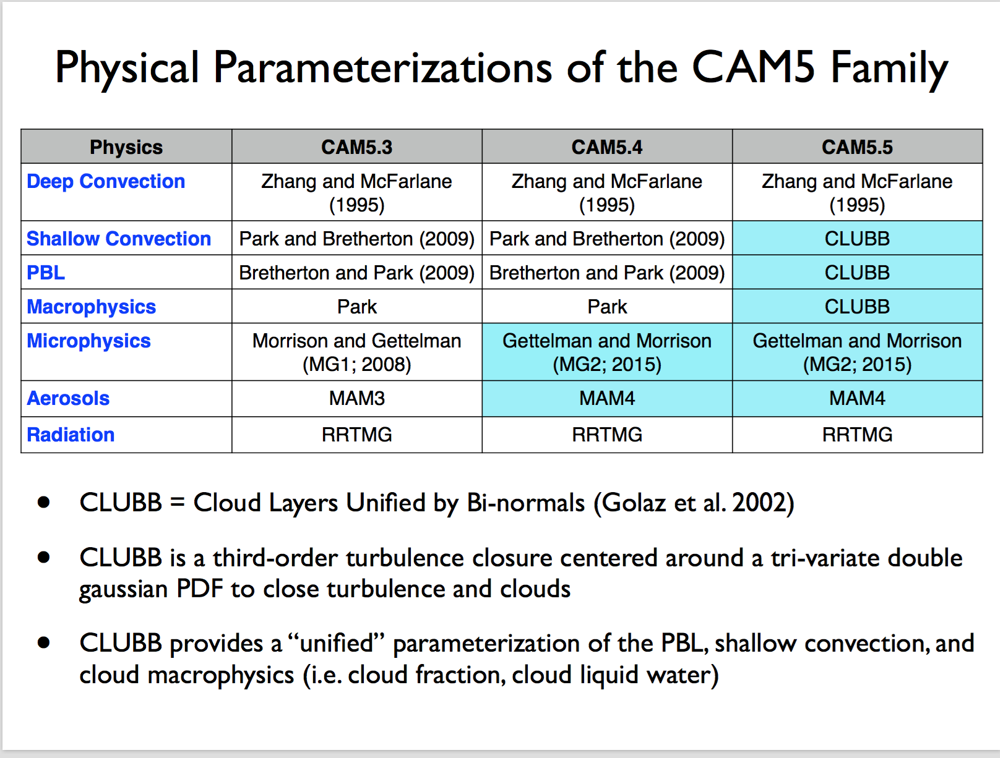 Physical Parameterizations of the CAM5 Family
Physics CAM5.3 CAM5.4 CAM5.5
Deep Convection Zhang and McFarlane (1995) Zhang and McFarlane (1995) Zhang and McFarlane (1995)
Shallow Convection Park and Bretherton (2009) Park and Bretherton (2009) CLUBB
PBL Bretherton and Park (2009) Bretherton and Park (2009) CLUBB
Macrophysics Park Park CLUBB
Microphysics Morrison and Gettelman (MG1; 2008) Gettelman and Morrison (MG2; 2015) Gettelman and Morrison (MG2; 2015)
Aerosols MAM3 MAM4 MAM4
Radiation RRTMG RRTMG RRTMG
• CLUBB = Cloud Layers Unified by Bi-normals (Golaz et al. 2002)
• CLUBB is a third-order turbulence closure centered around a tri-variate double
gaussian PDF to close turbulence and clouds
• CLUBB provides a “unified” parameterization of the PBL, shallow convection, and
cloud macrophysics (i.e. cloud fraction, cloud liquid water)